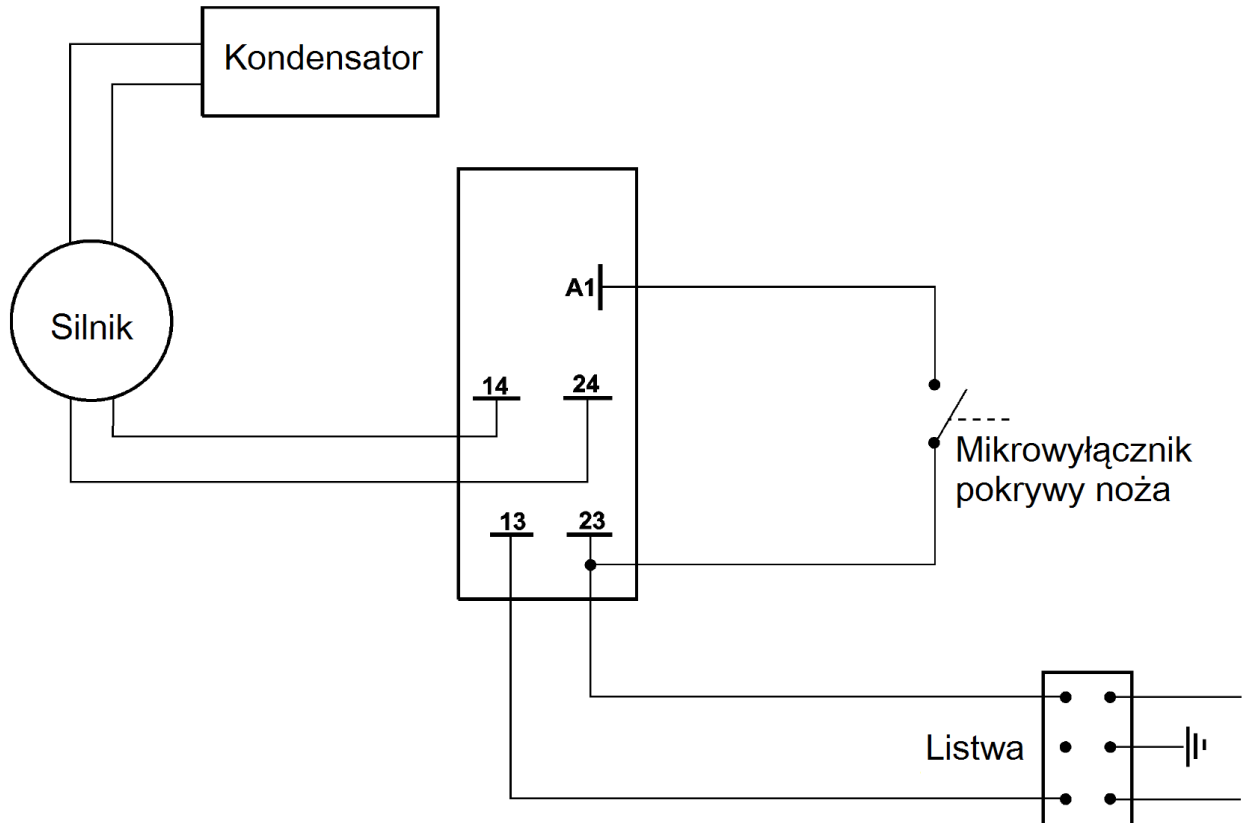 Kondensator
Silnik
A1
14
24
Mikrowyłącznik
pokrywy noża
13
23
Listwa